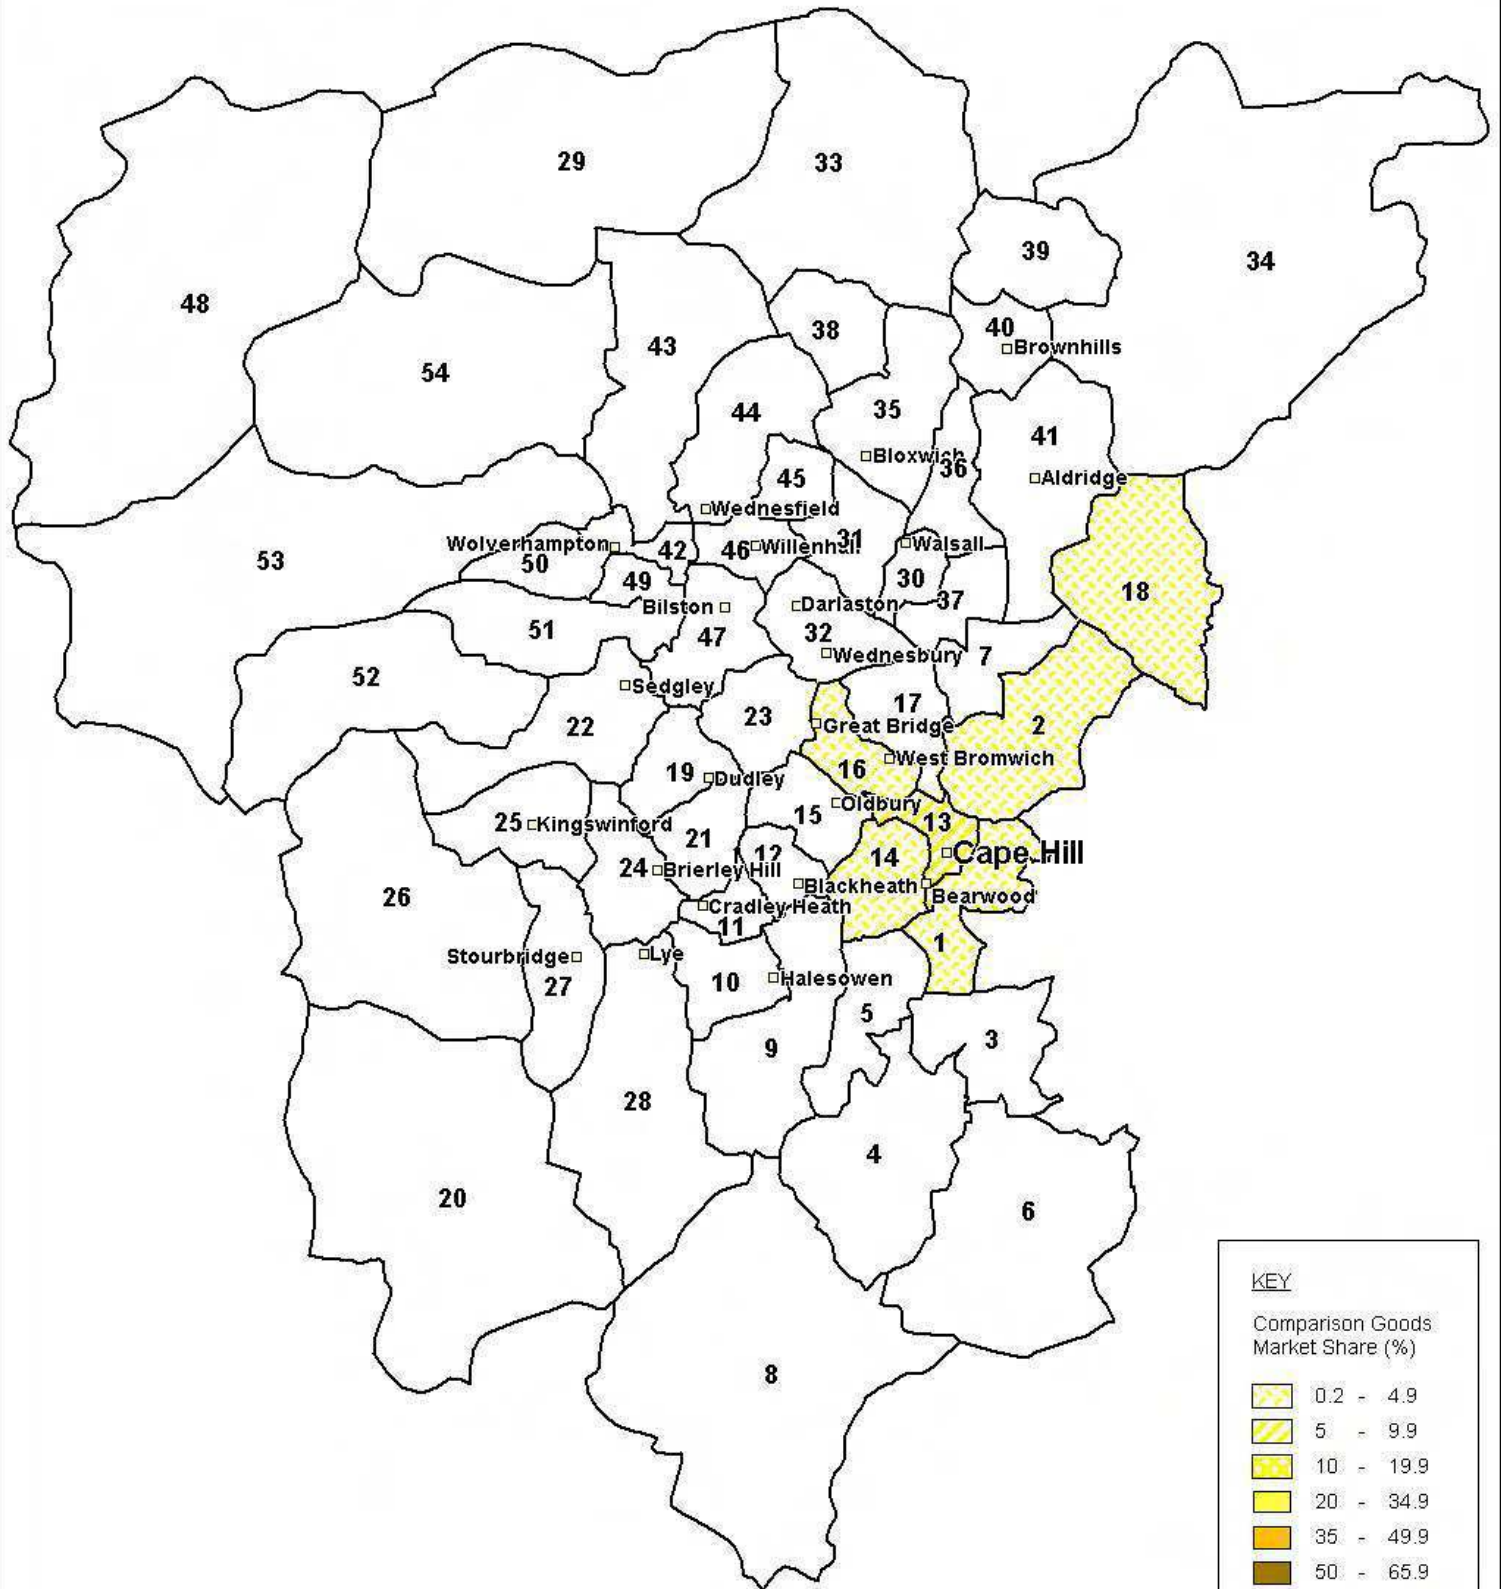 29
33
39
34
48
38
40
Brownhills
43
54
44
35
41
Bloxwich
36
Aldridge
45
Wednesfield
31
Wolverhampton
42
46
Willenhall
Walsall
53
50
49
30
18
Bilston
Darlaston
37
51
47
32
Wednesbury
7
52
Sedgley
17
22
23
Great Bridge
2
West Bromwich
16
19
Dudley
Oldbury
15
13
25
Kingswinford
21
12
14
Cape Hill
24
Brierley Hill
Blackheath
Bearwood
26
Cradley Heath
11
1
Stourbridge
Lye
27
10
Halesowen
5
3
9
28
4
20
6
8
KEY
Comparison Goods
Market Share (%)
0.2 - 4.9
5 - 9.9
10 - 19.9
20 - 34.9
35 - 49.9
50 - 65.9